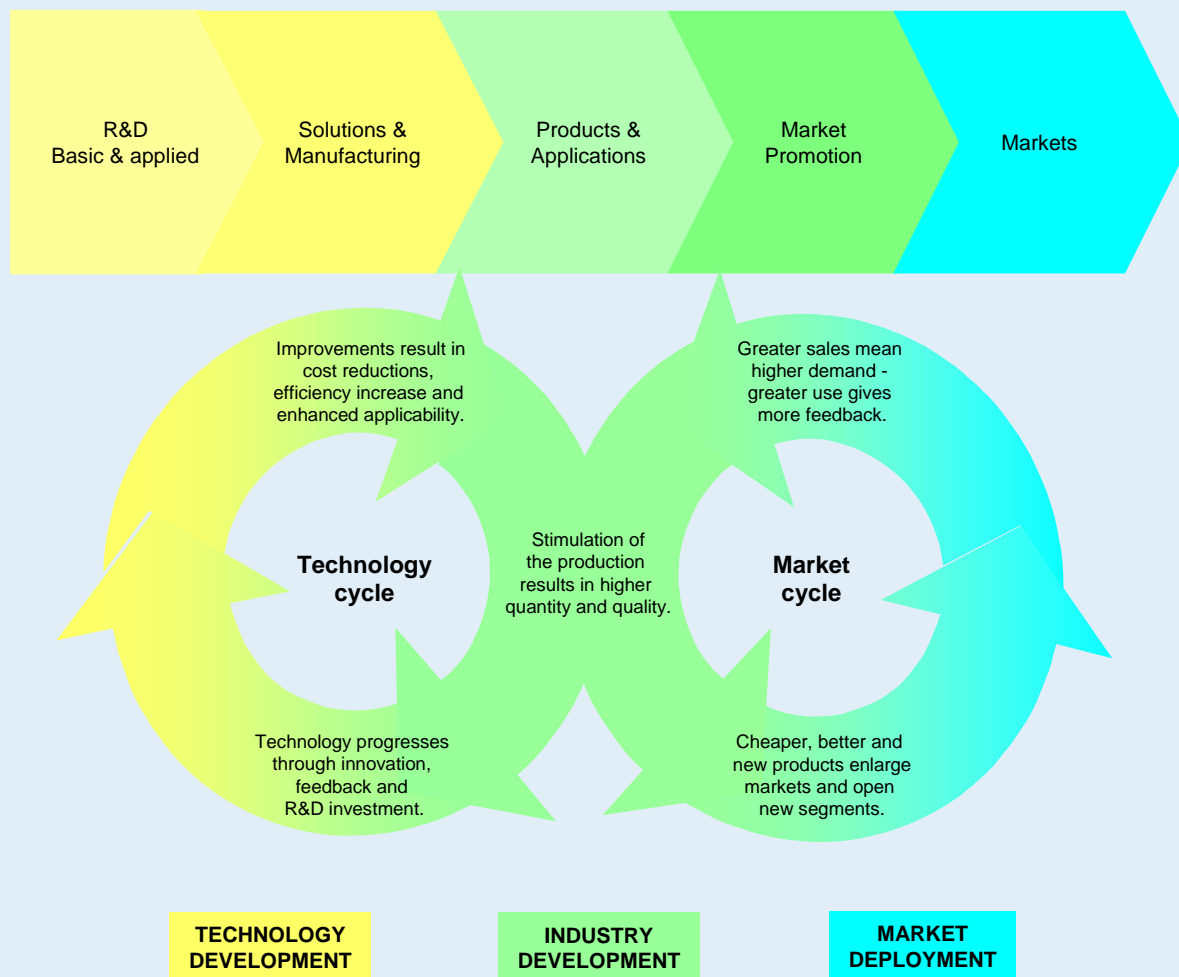 R&D
Basic & applied
Solutions &
Manufacturing
Products &
Applications
Market
Promotion
Markets
Improvements result in
cost reductions,
efficiency increase and
enhanced applicability.
Greater sales mean
higher demand -
greater use gives
more feedback.
Technology
cycle
Stimulation of
the production
results in higher
quantity and quality.
Market
cycle
Technology progresses
through innovation,
feedback and
R&D investment.
Cheaper, better and
new products enlarge
markets and open
new segments.
TECHNOLOGY
DEVELOPMENT
INDUSTRY
DEVELOPMENT
MARKET
DEPLOYMENT